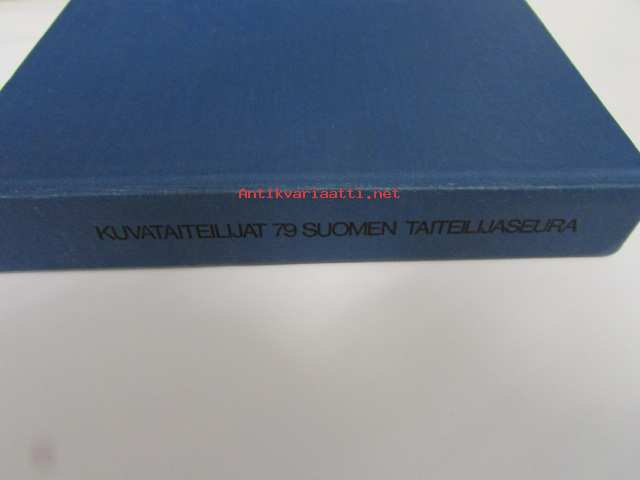 Antikvariaatti.net
KUVATAITEILIJAT 79 SUOMEN TAITEILIJASEURA